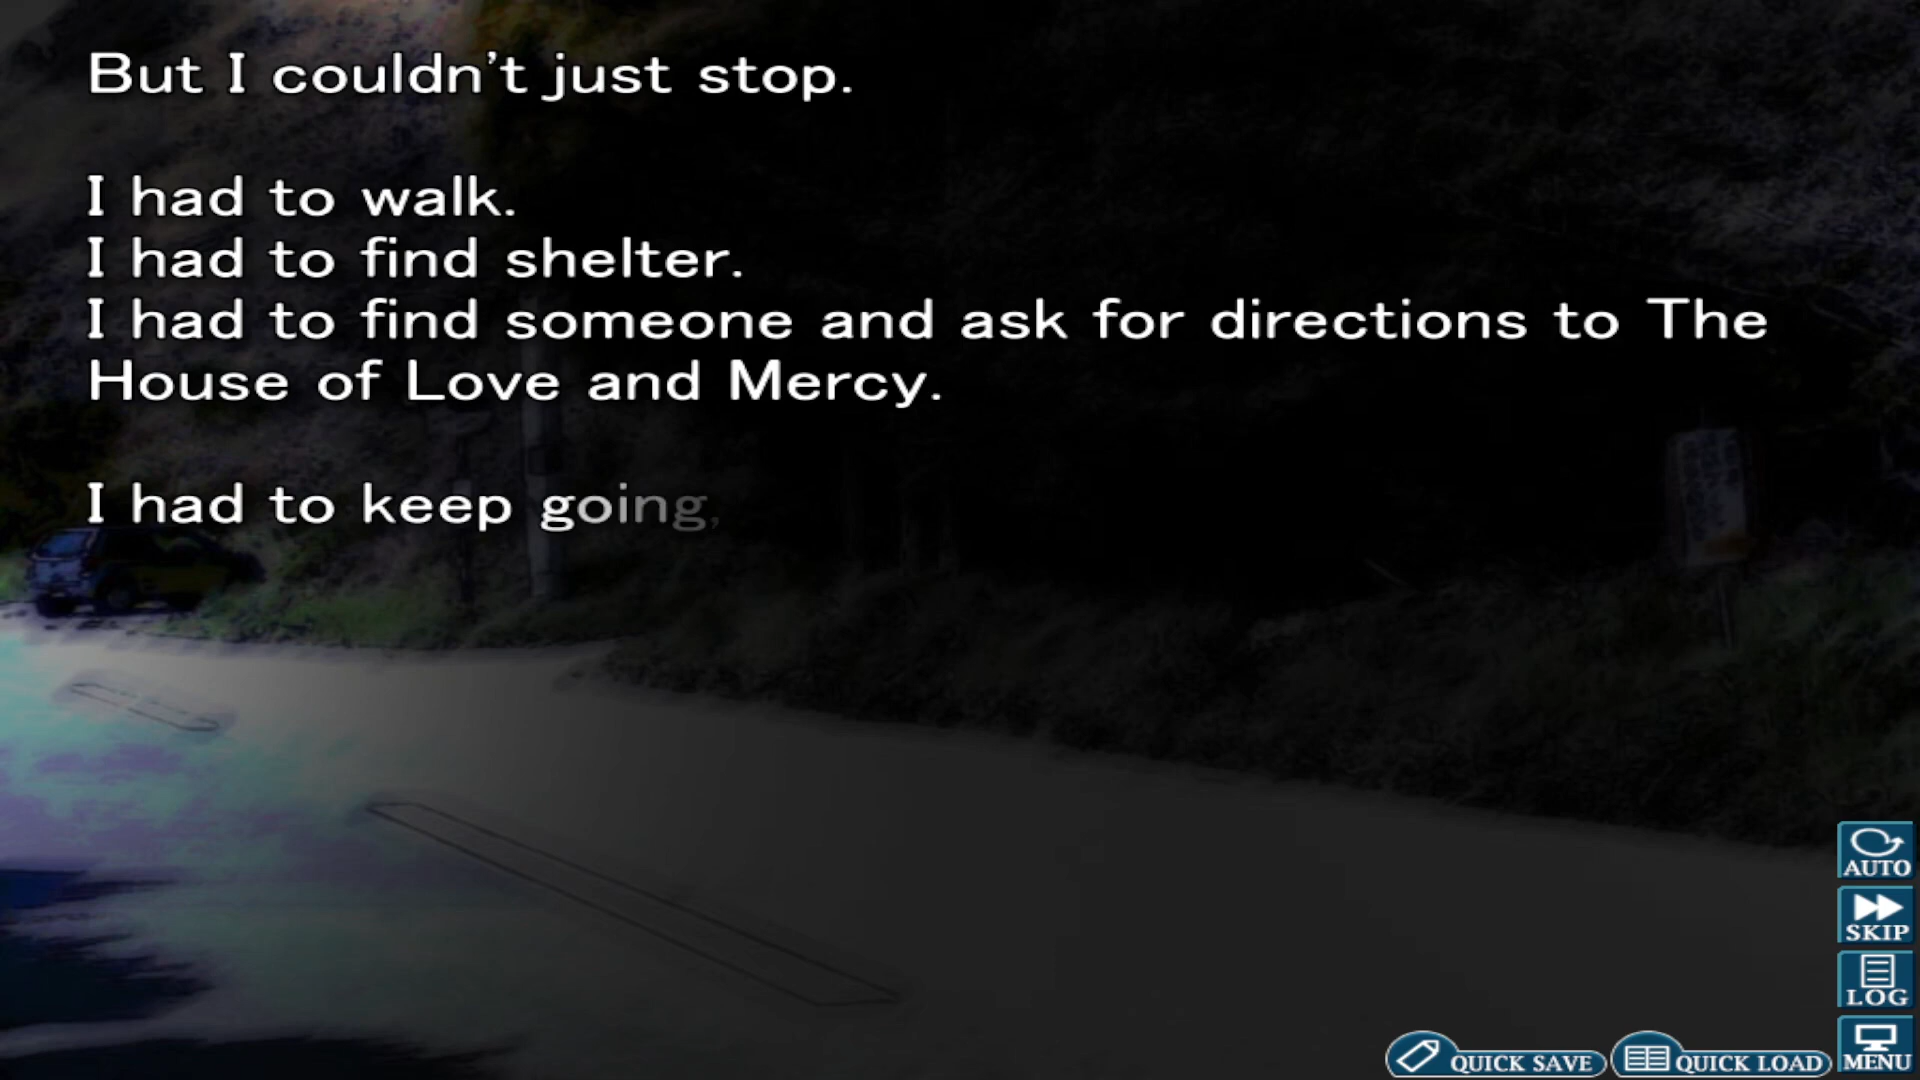 But I couldn't just stop.
I had to walk.
I had to find shelter.
I had to find someone and ask for directions to The
House of Love and Mercy.
I had to keep going,
AUTO
SKIP
LOG
MENU
QUICK SAVE
QUICK LOAD